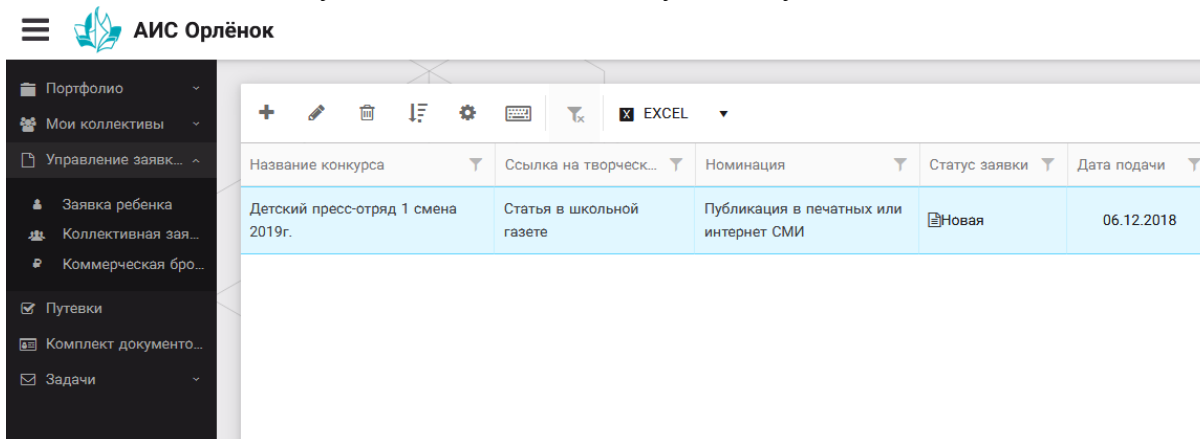 АИС Орлёнок
Портфолио
Мои коллективы
Управление заявк...
Заявка ребенка
Коллективная зая...
Коммерческая бро...
Путевки
Комплект документо...
Задачи
EXCEL
Название конкурса
Ссылка на творческ...
Номинация
Статус заявки
Дата подачи
Детский пресс-отряд 1 смена
2019г.
Статья в школьной
газете
Публикация в печатных или
интернет СМИ
Новая
06.12.2018